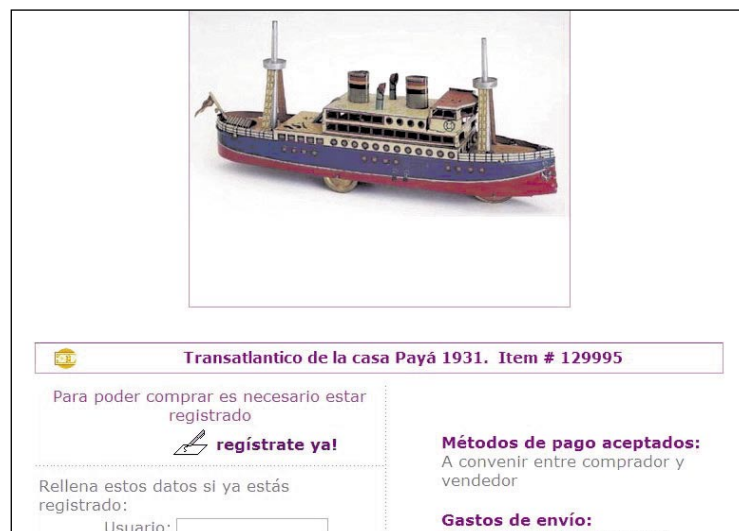 Transatlantico de la casa Payá 1931. Item # 129995
Para poder comprar es necesario estar
registrado
regístrate ya!
Rellena estos datos si ya estás
registrado:
Usuario:
Métodos de pago aceptados:
A convenir entre comprador y
vendedor
Gastos de envío: